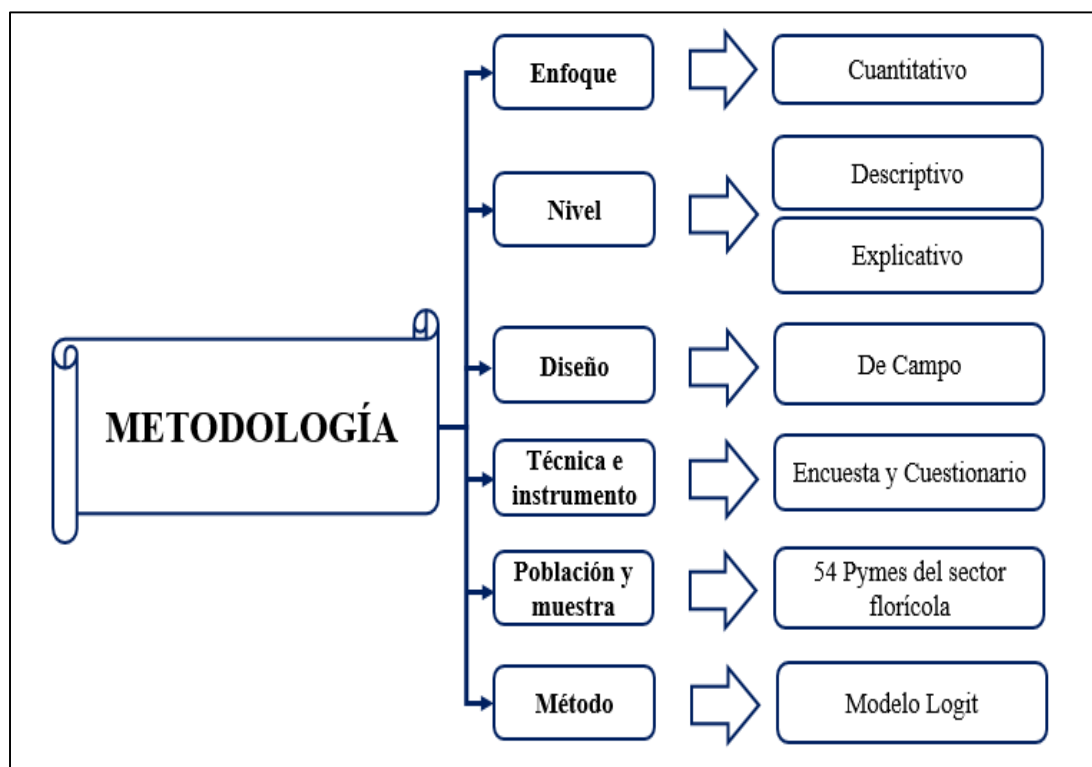 METODOLOGÍA
Enfoque
Cuantitativo
Nivel
Descriptivo
Explicativo
Diseño
De Campo
Técnica e
instrumento
Encuesta y Cuestionario
Población y
muestra
54 Pymes del sector
florícola
Método
Modelo Logit